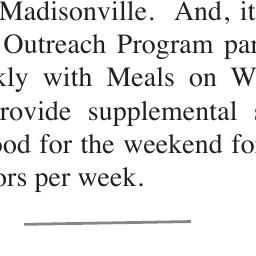 Madisonville. And, it
Outreach Program par
kly with Meals on W
rovide supplemental s
ood for the weekend fo
ors per week.